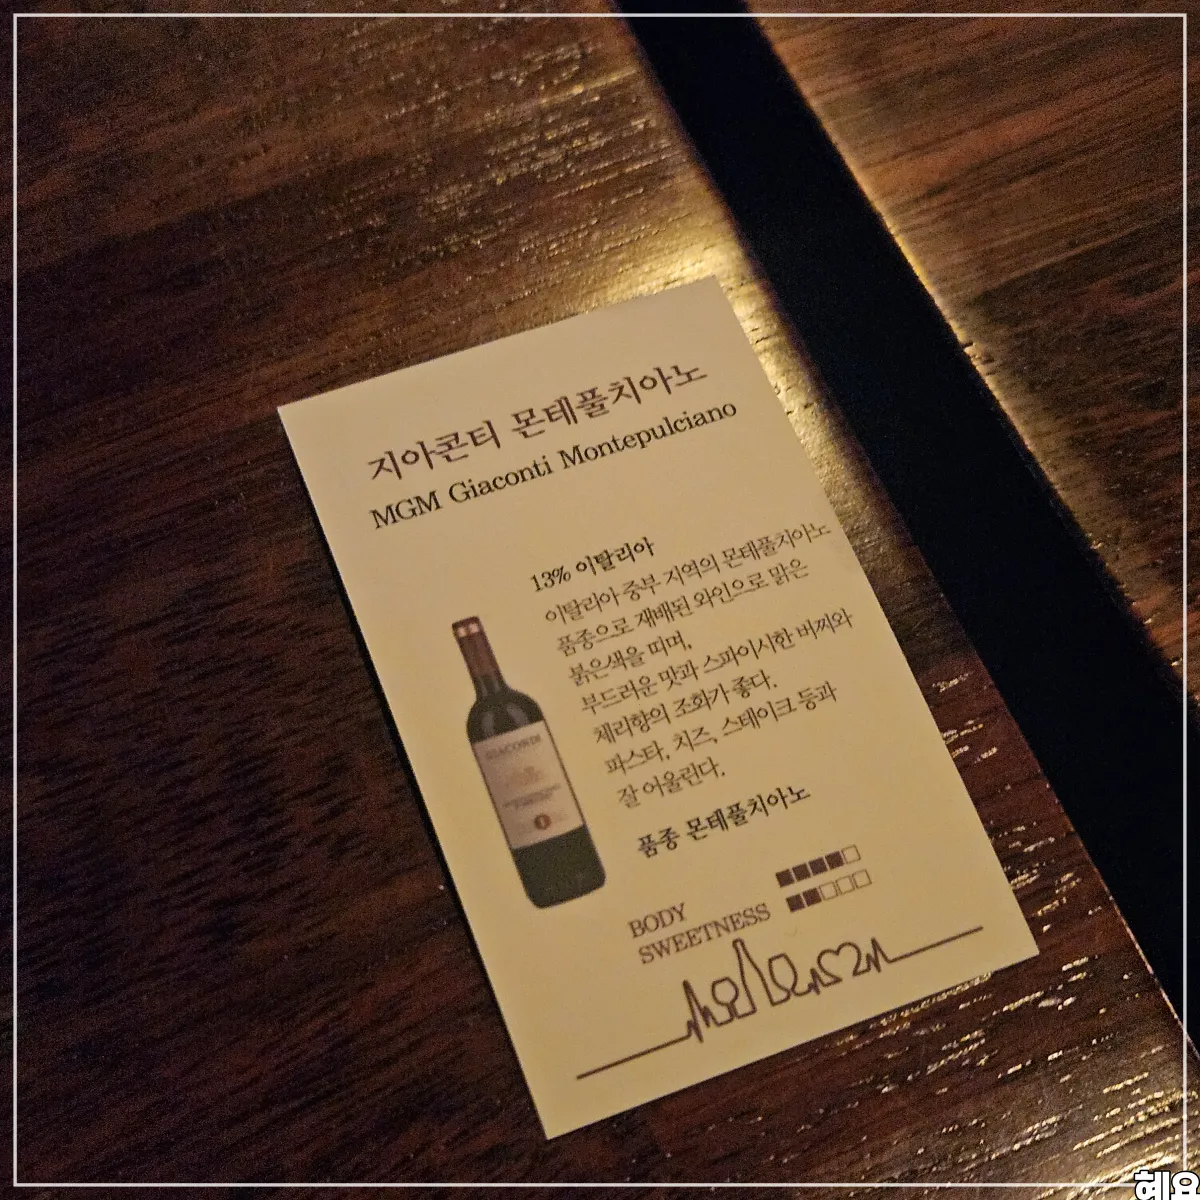 지아콘티 몬테풀치아노
MGM Giaconti Montepulciano
13% 이탈리아
이탈리아 중부 지역의 몬테풀치아노
품종으로 재배된 와인으로 맑은
붉은색을 띠며,
부드러운 맛과 스파이시한 버찌와
체리향의 조화가 좋다.
파스타, 치즈, 스테이크 등과
잘 어울린다.
GIACONDI
품종 몬테풀치아노
BODY
SWEETNESS